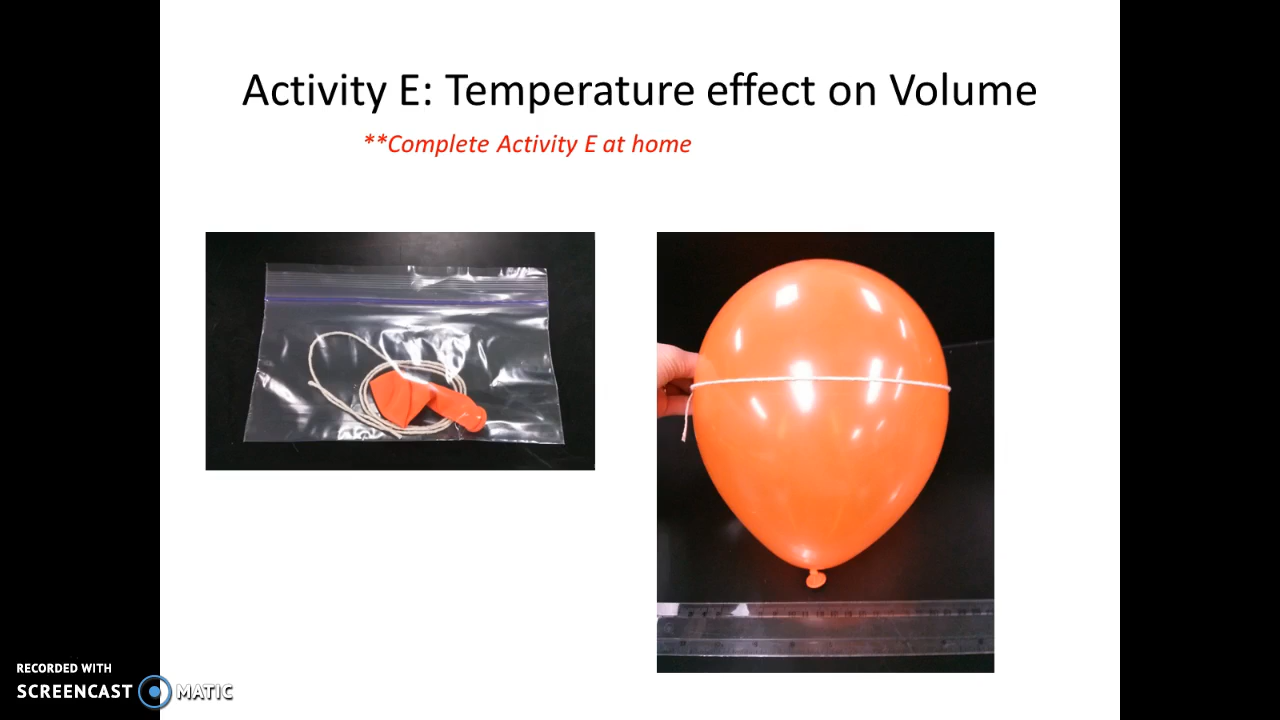 Activity E: Temperature effect on Volume
**Complete Activity E at home
RECORDED WITH
SCREENCAST MATIC